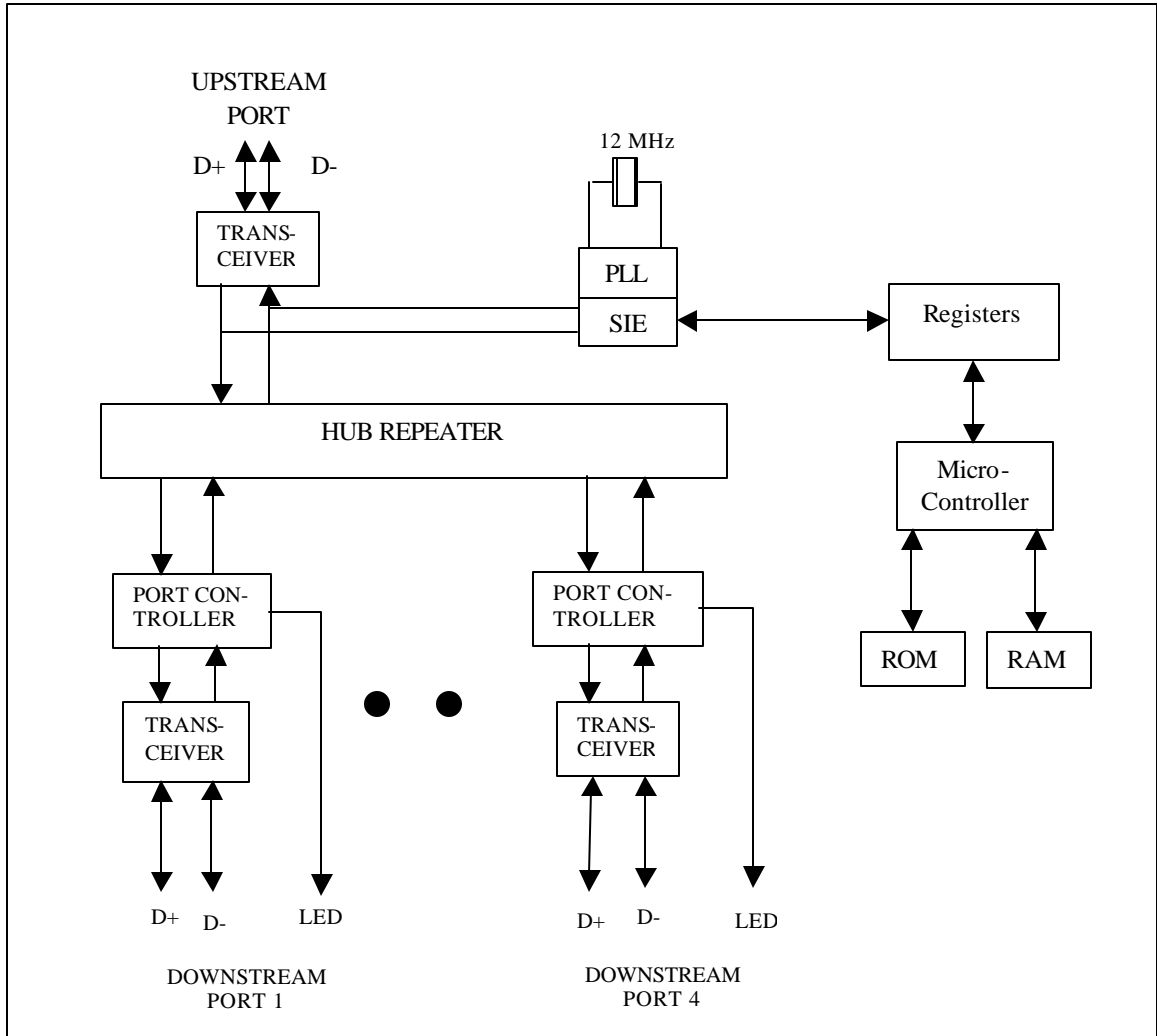 UPSTREAM
PORT
D+
D-
12 MHz
TRANS-
CEIVER
PLL
SIE
Registers
HUB REPEATER
Micro-
Controller
PORT CON-
TROLLER
PORT CON-
TROLLER
ROM
RAM
TRANS-
CEIVER
TRANS-
CEIVER
D+
D-
LED
D+
D-
LED
DOWNSTREAM
PORT 1
DOWNSTREAM
PORT 4